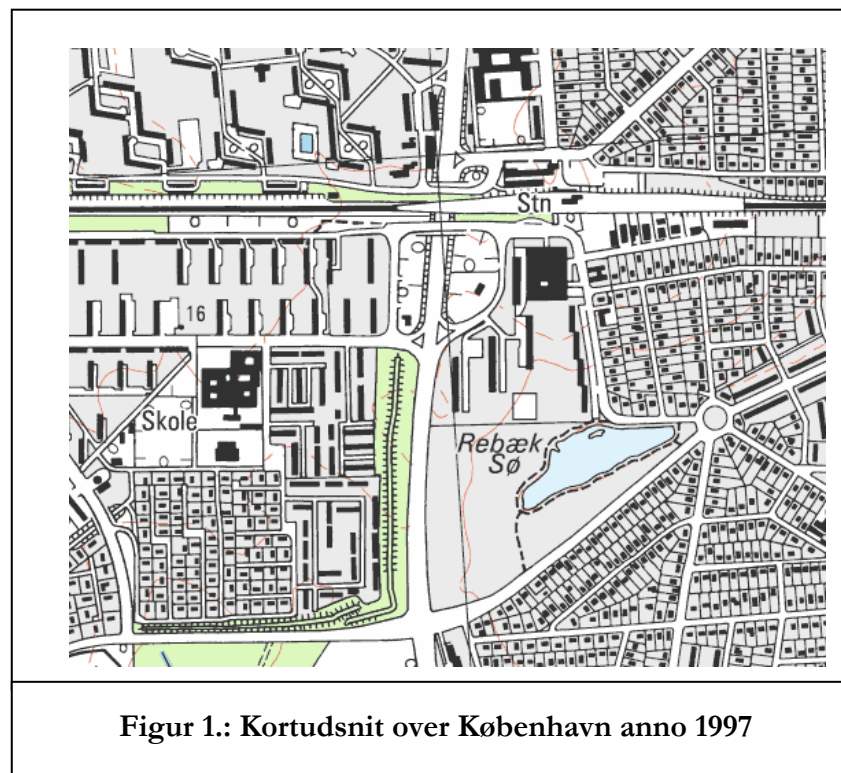 Stn
16
Skole
Rebæk
Sø
Figur 1.: Kortudsnit over København anno 1997